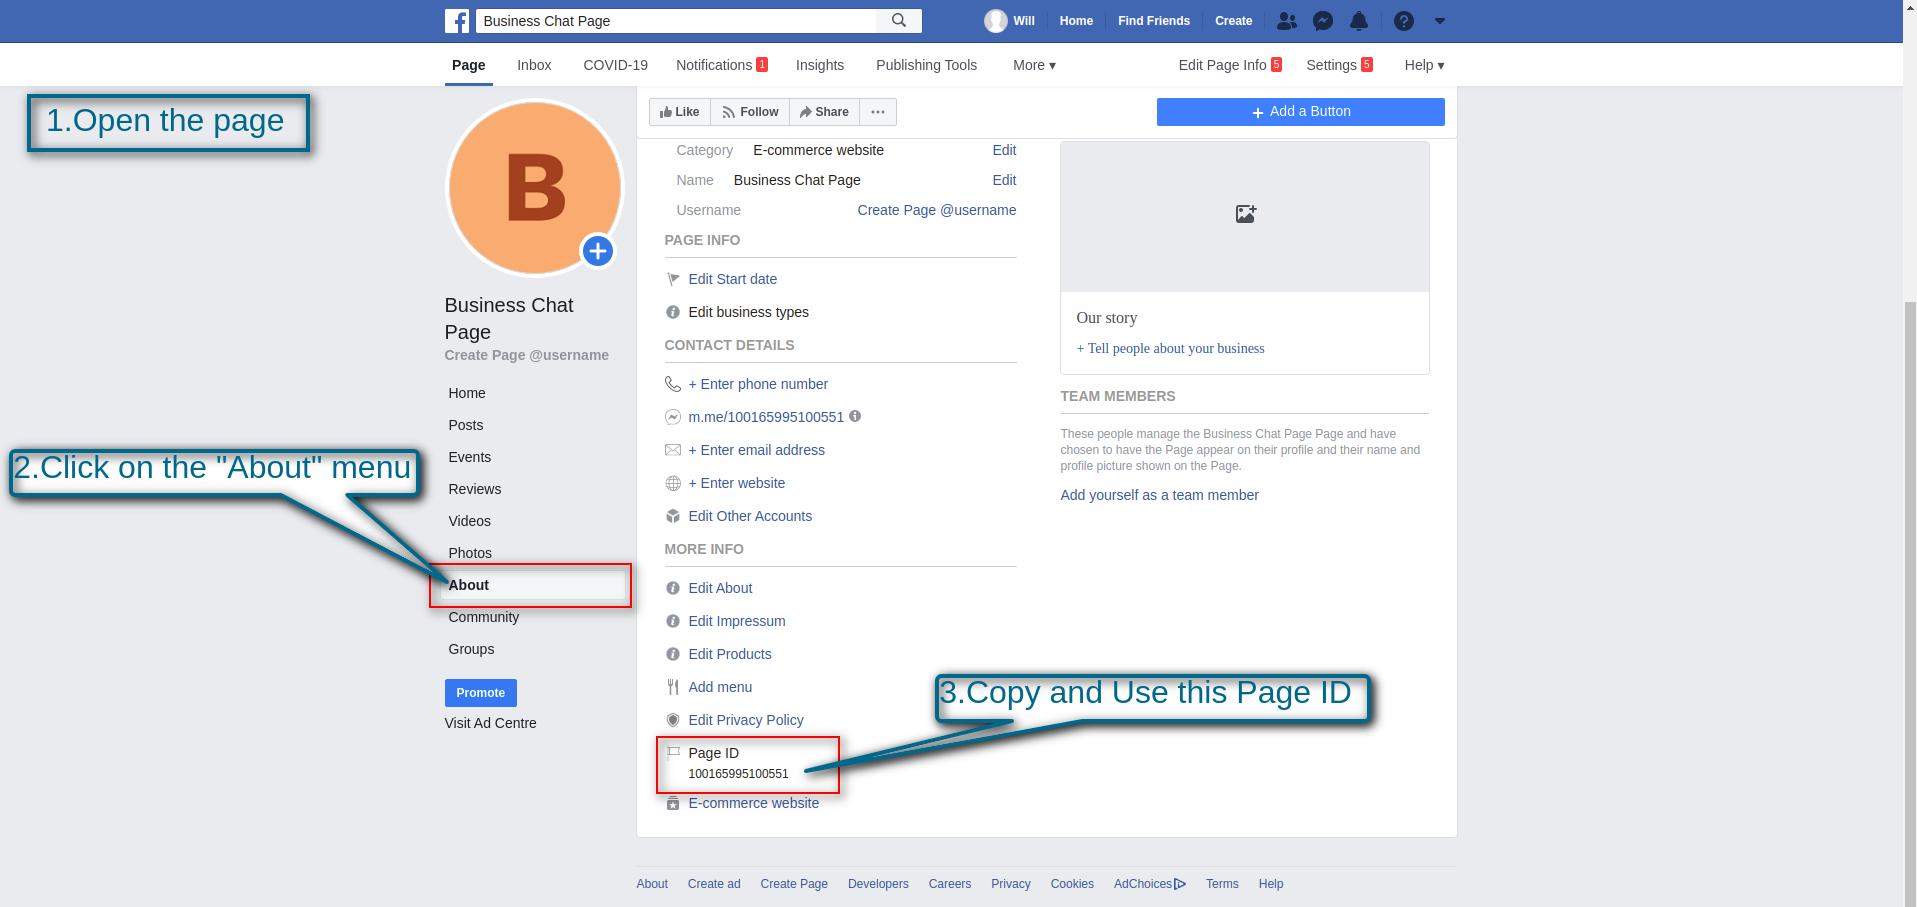 Business Chat Page
Will
Home
Find Friends
Create
Page
Inbox
COVID-19
Notifications 1
Insights
Publishing Tools
More ▾
Edit Page Info 5
Settings 5
Help ▾
1.Open the page
B
Business Chat
Page
Create Page @username
Home
Posts
Events
Reviews
Videos
Photos
About
Community
Groups
Promote
Visit Ad Centre
2.Click on the "About" menu
Like
Follow
Share
···
+ Add a Button
Category E-commerce website Edit
Name Business Chat Page Edit
Username Create Page @username
PAGE INFO
Edit Start date
Edit business types
CONTACT DETAILS
+ Enter phone number
m.me/100165995100551
+ Enter email address
+ Enter website
Edit Other Accounts
MORE INFO
Edit About
Edit Impressum
Edit Products
Add menu
Edit Privacy Policy
Page ID
100165995100551
E-commerce website
3.Copy and Use this Page ID
Our story
+ Tell people about your business
TEAM MEMBERS
These people manage the Business Chat Page Page and have
chosen to have the Page appear on their profile and their name and
profile picture shown on the Page.
Add yourself as a team member
About
Create ad
Create Page
Developers
Careers
Privacy
Cookies
AdChoices
Terms
Help